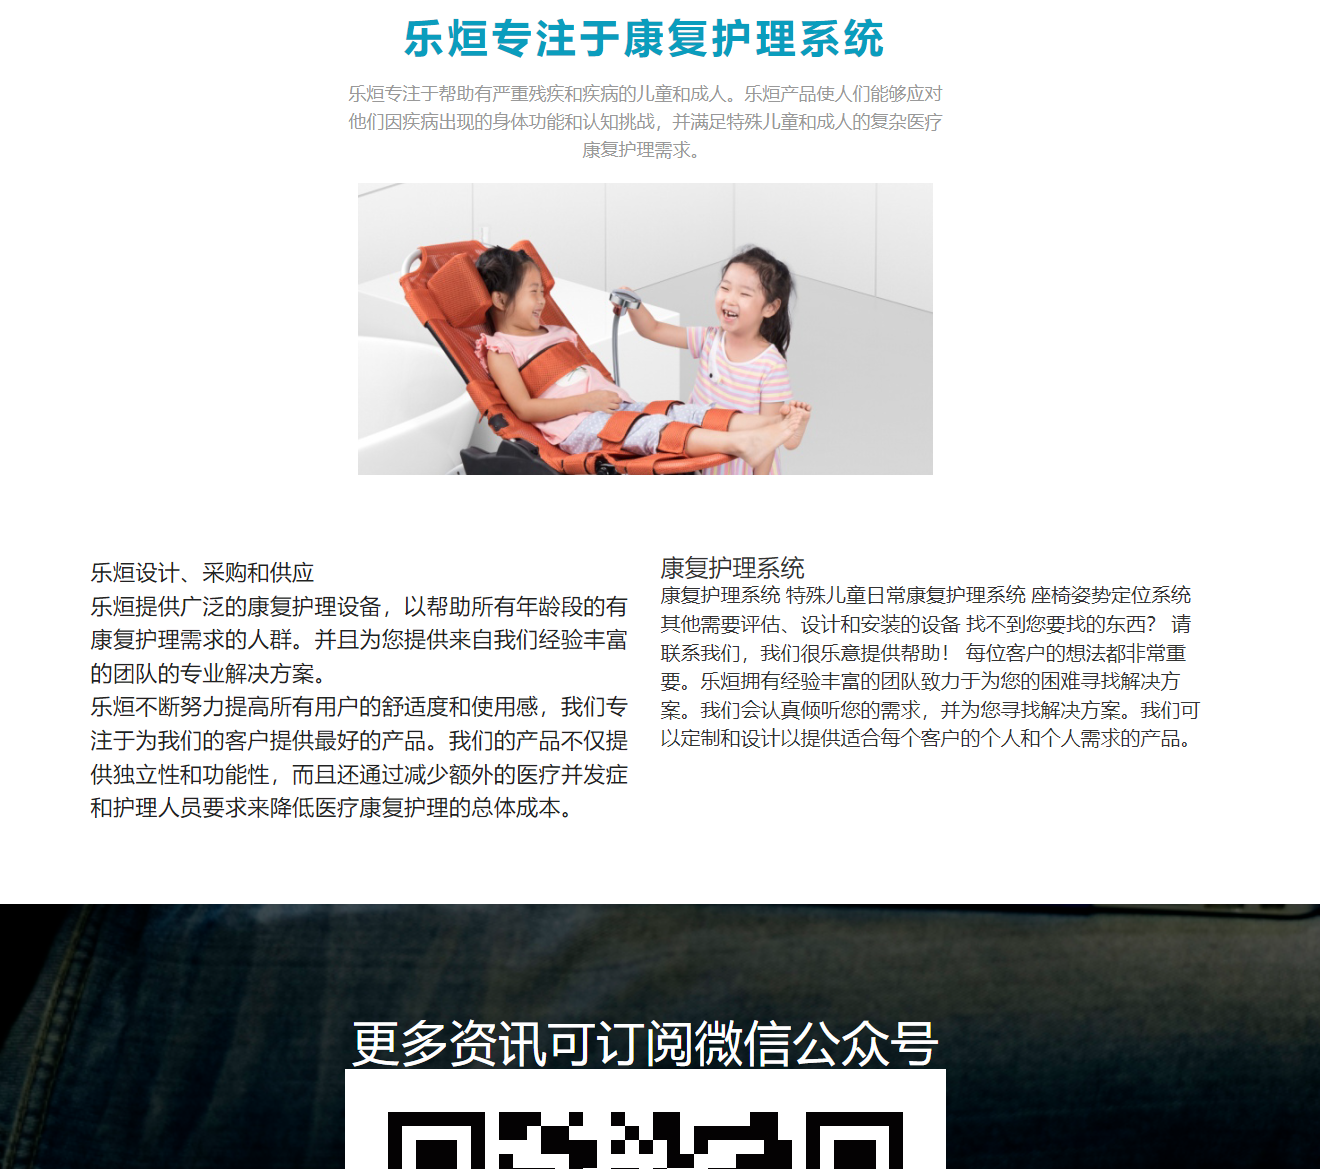 乐烜专注于康复护理系统
乐烜专注于帮助有严重残疾和疾病的儿童和成人。乐烜产品使人们能够应对
他们因疾病出现的身体功能和认知挑战，并满足特殊儿童和成人的复杂医疗
康复护理需求。
乐烜设计、采购和供应
乐烜提供广泛的康复护理设备，以帮助所有年龄段的有
康复护理需求的人群。并且为您提供来自我们经验丰富
的团队的专业解决方案。
乐烜不断努力提高所有用户的舒适度和使用感，我们专
注于为我们的客户提供最好的产品。我们的产品不仅提
供独立性和功能性，而且还通过减少额外的医疗并发症
和护理人员要求来降低医疗康复护理的总体成本。
康复护理系统
康复护理系统 特殊儿童日常康复护理系统 座椅姿势定位系统
其他需要评估、设计和安装的设备 找不到您要找的东西？ 请
联系我们，我们很乐意提供帮助！ 每位客户的想法都非常重
要。乐烜拥有经验丰富的团队致力于为您的困难寻找解决方
案。我们会认真倾听您的需求，并为您寻找解决方案。我们可
以定制和设计以提供适合每个客户的个人和个人需求的产品。
更多资讯可订阅微信公众号